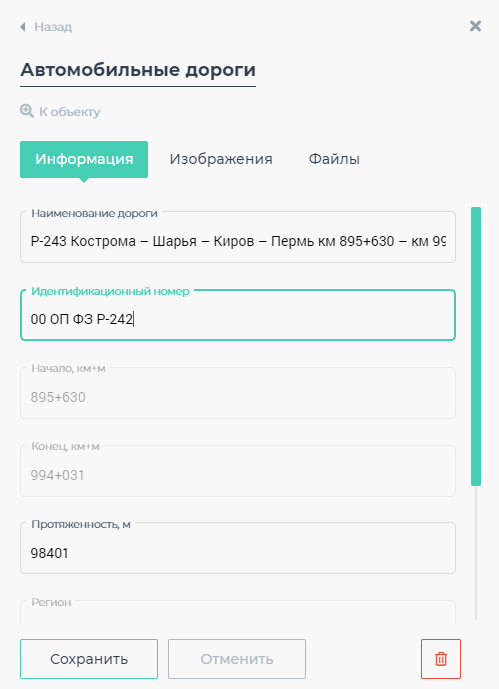 Назад
Автомобильные дороги
К объекту
Информация
Изображения
Файлы
Наименование дороги
Р-243 Кострома – Шарья – Киров – Пермь км 895+630 – км 99
Идентификационный номер
00 ОП ФЗ Р-242
Начало, км+м
895+630
Конец, км+м
994+031
Протяженность, м
98401
Регион
Сохранить
Отменить